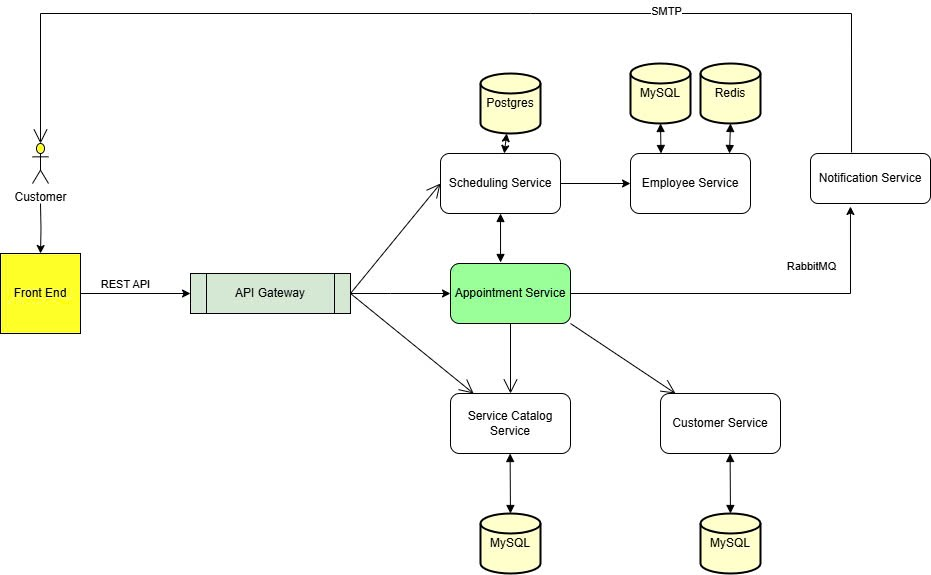 SMTP
Postgres
MySQL
Redis
Customer
Scheduling Service
Employee Service
Notification Service
Front End
REST API
API Gateway
Appointment Service
RabbitMQ
Service Catalog
Service
Customer Service
MySQL
MySQL